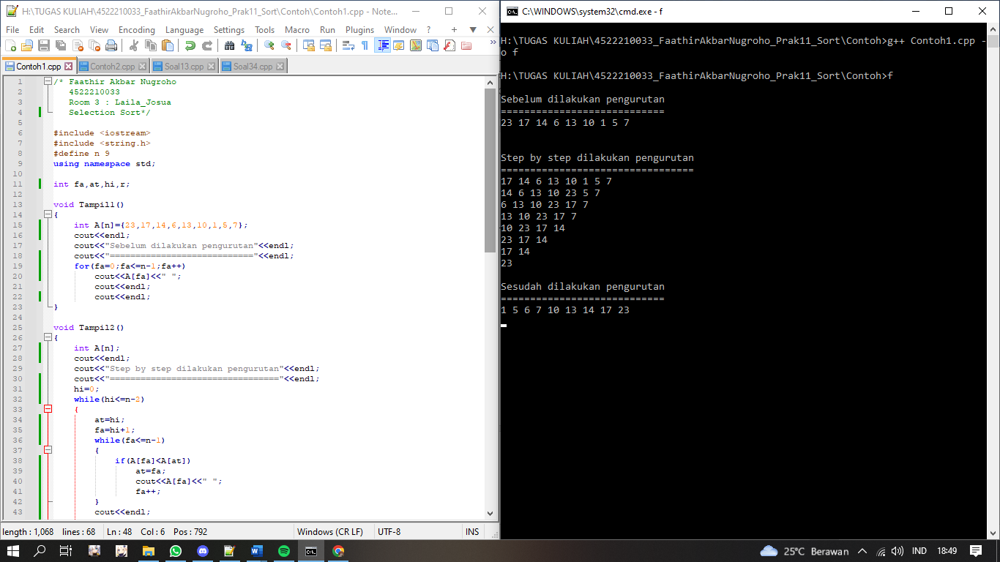 H:\TUGAS KULIAH\4522210033_FaathirAkbarNugroho_Prak11_Sort\Contoh\Contoh1.cpp - Note...
File Edit Search View Encoding Language Settings Tools Macro Run Plugins Window ? + ▼ X
Contoh1.cpp Contoh2.cpp Soal13.cpp Soal34.cpp
1 /* Faathir Akbar Nugroho
2 4522210033
3 Room 3 : Laila_Josua
4 Selection Sort*/
5
6 #include <iostream>
7 #include <string.h>
8 #define n 9
9 using namespace std;
10
11 int fa,at,hi,r;
12
13 void Tampil1()
14 {
15 int A[n]={23,17,14,6,13,10,1,5,7};
16 cout<<endl;
17 cout<<"Sebelum dilakukan pengurutan"<<endl;
18 cout<<"============================"<<endl;
19 for(fa=0;fa<=n-1;fa++)
20 cout<<A[fa]<<" ";
21 cout<<endl;
22 cout<<endl;
23 }
24
25 void Tampil2()
26 {
27 int A[n];
28 cout<<endl;
29 cout<<"Step by step dilakukan pengurutan"<<endl;
30 cout<<"================================="<<endl;
31 hi=0;
32 while(hi<=n-2)
33 {
34 at=hi;
35 fa=hi+1;
36 while(fa<=n-1)
37 {
38 if(A[fa]<A[at])
39 at=fa;
40 cout<<A[fa]<<" ";
41 fa++;
42 }
43 cout<<endl;
length : 1,068 lines : 68 Ln : 48 Col : 6 Pos : 792 Windows (CR LF) UTF-8 INS
C:\WINDOWS\system32\cmd.exe - f
H:\TUGAS KULIAH\4522210033_FaathirAkbarNugroho_Prak11_Sort\Contoh>g++ Contoh1.cpp -
o f
H:\TUGAS KULIAH\4522210033_FaathirAkbarNugroho_Prak11_Sort\Contoh>f
Sebelum dilakukan pengurutan
============================
23 17 14 6 13 10 1 5 7
Step by step dilakukan pengurutan
=================================
17 14 6 13 10 1 5 7
14 6 13 10 23 5 7
6 13 10 23 17 7
13 10 23 17 7
10 23 17 14
23 17 14
17 14
23
Sesudah dilakukan pengurutan
============================
1 5 6 7 10 13 14 17 23
25°C Berawan IND 18:49